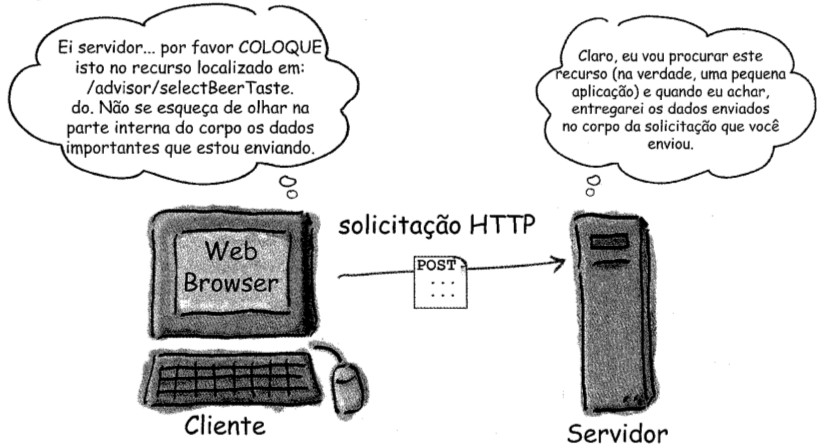 Ei servidor... por favor COLOQUE
isto no recurso localizado em:
/advisor/selectBeerTaste.
do. Não se esqueça de olhar na
parte interna do corpo os dados
importantes que estou enviando.
Claro, eu vou procurar este
recurso (na verdade, uma pequena
aplicação) e quando eu achar,
entregarei os dados enviados
no corpo da solicitação que você
enviou.
solicitação HTTP
Web
Browser
POST
...
...
Cliente
Servidor